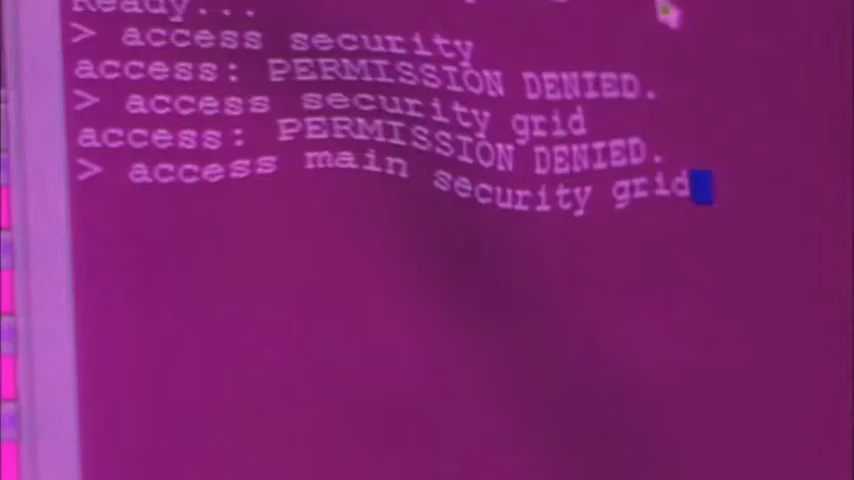 Ready...
> access security
access: PERMISSION DENIED.
> access security grid
access: PERMISSION DENIED.
> access main security grid